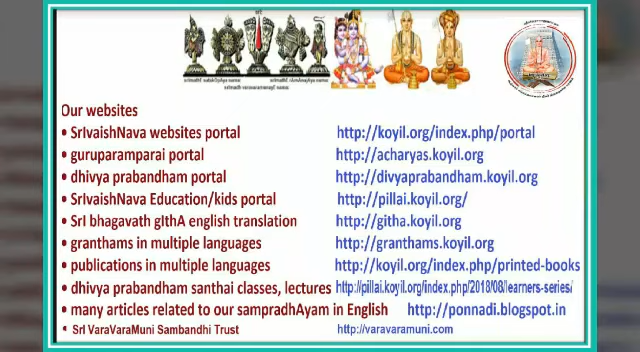 Our websites
• SrIvaishNava websites portal http://koyil.org/index.php/portal
• guruparamparai portal http://acharyas.koyil.org
• dhivya prabandham portal http://divyaprabandham.koyil.org
• SrIvaishNava Education/kids portal http://pillai.koyil.org/
• SrI bhagavath gIthA english translation http://githa.koyil.org
• granthams in multiple languages http://granthams.koyil.org
• publications in multiple languages http://koyil.org/index.php/printed-books
• dhivya prabandham santhai classes, lectures http://pillai.koyil.org/index.php/2018/08/learners-series/
• many articles related to our sampradhAyam in English http://ponnadi.blogspot.in
• SrI VaraVaraMuni Sambandhi Trust http://varavaramuni.com